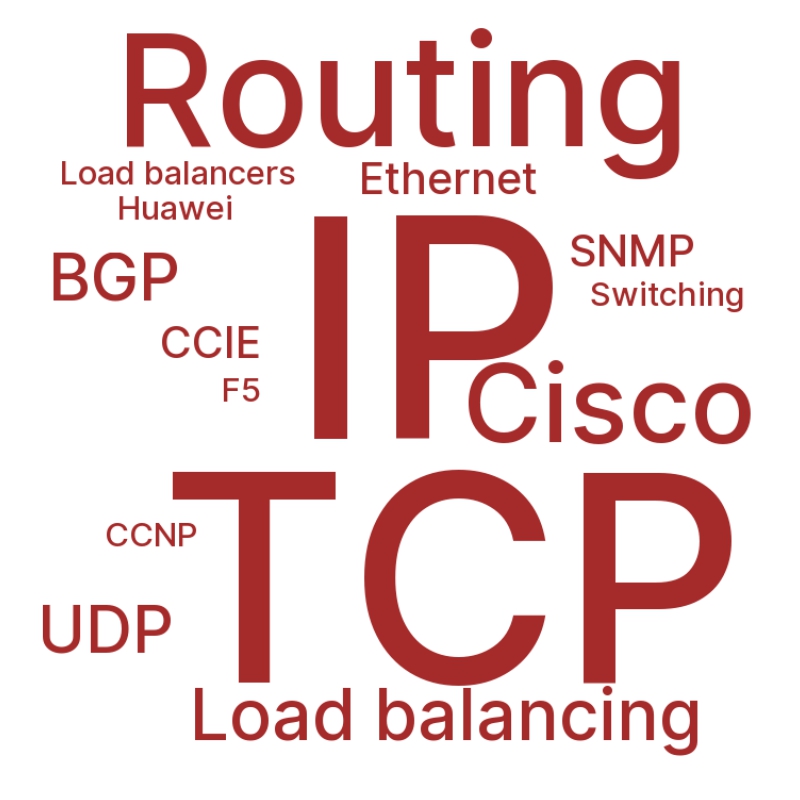 Routing
Load balancers
Ethernet
Huawei
IP
SNMP
BGP
Switching
CCIE
F5
Cisco
TCP
CCNP
UDP
Load balancing